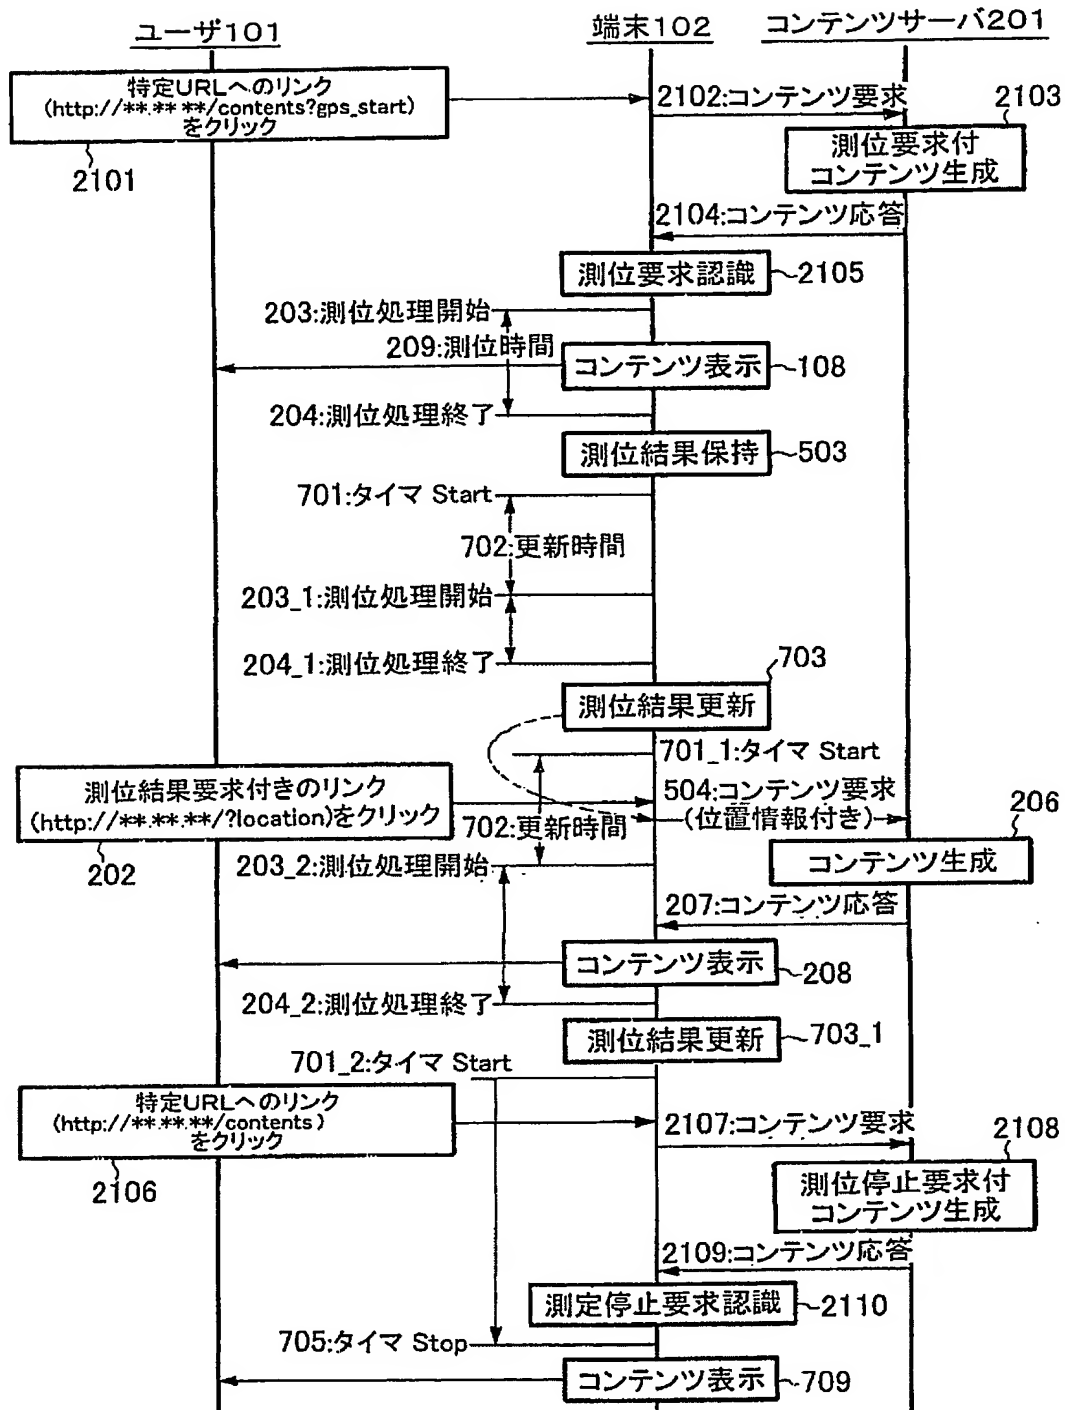 ユーザ101
端末102
コンテンツサーバ201
特定URLへのリンク
(http://**.**.**/contents?gps_start)
をクリック
2101
2102:コンテンツ要求
2103
測位要求付
コンテンツ生成
2104:コンテンツ応答
測位要求認識
2105
203:測位処理開始
209:測位時間
コンテンツ表示
108
204:測位処理終了
測位結果保持
503
701:タイマ Start
702:更新時間
203_1:測位処理開始
204_1:測位処理終了
703
測位結果更新
701_1:タイマ Start
測位結果要求付きのリンク
(http://**.**.**/?location)をクリック
202
504:コンテンツ要求
(位置情報付き)
702:更新時間
206
コンテンツ生成
203_2:測位処理開始
207:コンテンツ応答
コンテンツ表示
208
204_2:測位処理終了
測位結果更新
703_1
701_2:タイマ Start
特定URLへのリンク
(http://**.**.**/contents)
をクリック
2106
2107:コンテンツ要求
2108
測位停止要求付
コンテンツ生成
2109:コンテンツ応答
測定停止要求認識
2110
705:タイマ Stop
コンテンツ表示
709